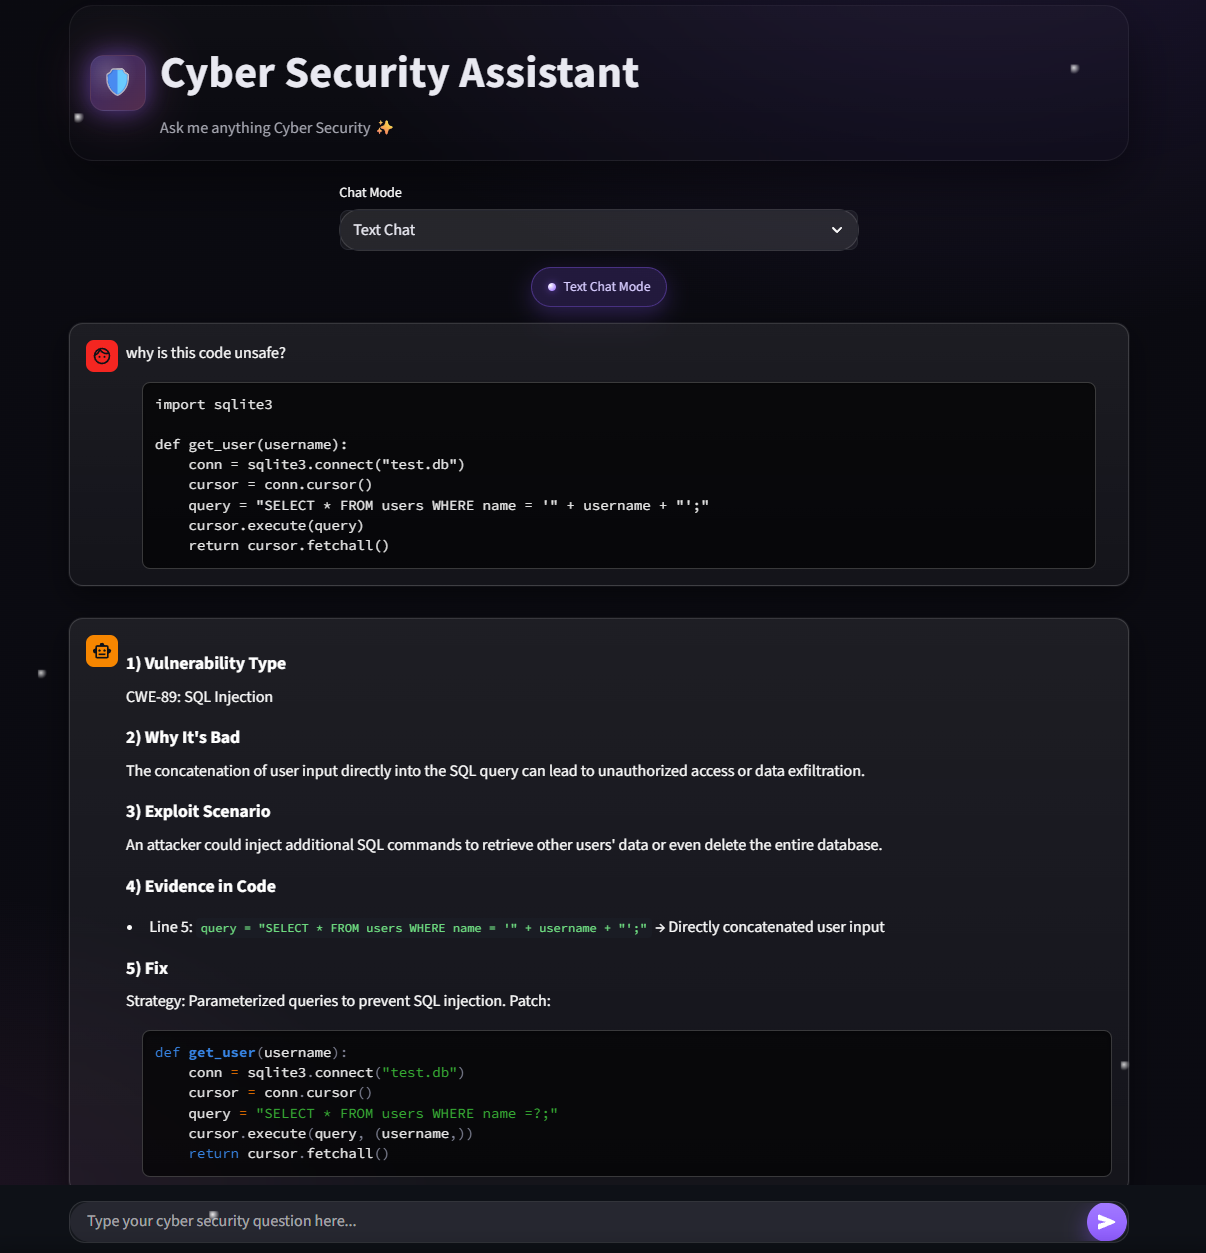 Cyber Security Assistant
Ask me anything Cyber Security ✨
Chat Mode
Text Chat
Text Chat Mode
why is this code unsafe?
import sqlite3
def get_user(username):
    conn = sqlite3.connect("test.db")
    cursor = conn.cursor()
    query = "SELECT * FROM users WHERE name = '" + username + "';"
    cursor.execute(query)
    return cursor.fetchall()
1) Vulnerability Type
CWE-89: SQL Injection
2) Why It's Bad
The concatenation of user input directly into the SQL query can lead to unauthorized access or data exfiltration.
3) Exploit Scenario
An attacker could inject additional SQL commands to retrieve other users' data or even delete the entire database.
4) Evidence in Code
• Line 5: query = "SELECT * FROM users WHERE name = '" + username + "';" → Directly concatenated user input
5) Fix
Strategy: Parameterized queries to prevent SQL injection. Patch:
def get_user(username):
    conn = sqlite3.connect("test.db")
    cursor = conn.cursor()
    query = "SELECT * FROM users WHERE name =?;"
    cursor.execute(query, (username,))
    return cursor.fetchall()
Type your cyber security question here...